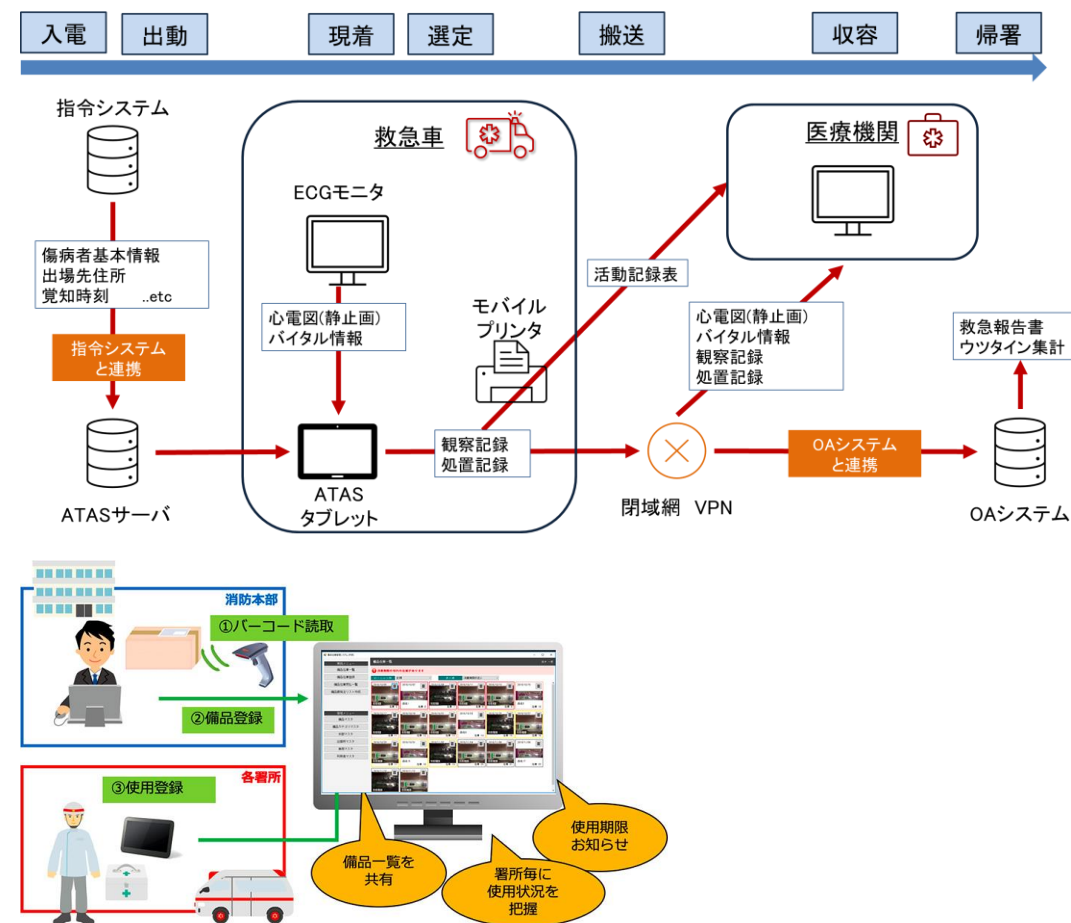 入電
出動
現着
選定
搬送
収容
帰署
指令システム
傷病者基本情報
出場先住所
覚知時刻 ..etc
指令システム
と連携
ATASサーバ
救急車
ECGモニタ
心電図(静止画)
バイタル情報
モバイル
プリンタ
ATAS
タブレット
観察記録
処置記録
活動記録表
医療機関
心電図(静止画)
バイタル情報
観察記録
処置記録
閉域網 VPN
OAシステム
と連携
救急報告書
ウツタイン集計
OAシステム
消防本部
①バーコード読取
②備品登録
各署所
③使用登録
備品一覧を
共有
署所毎に
使用状況を
把握
使用期限
お知らせ